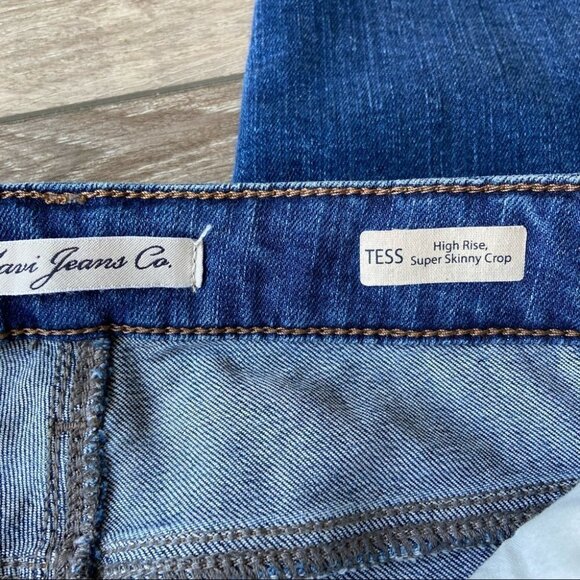 avi Jeans Co.
TESS
High Rise,
Super Skinny Crop